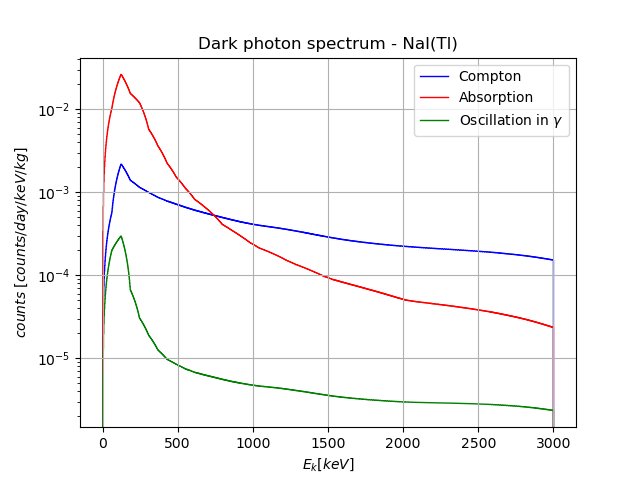 Dark photon spectrum - NaI(Tl)
Compton
Absorption
Oscillation in γ
counts [counts/day/keV/kg]
10⁻²
10⁻³
10⁻⁴
10⁻⁵
0 500 1000 1500 2000 2500 3000
Eₖ[keV]